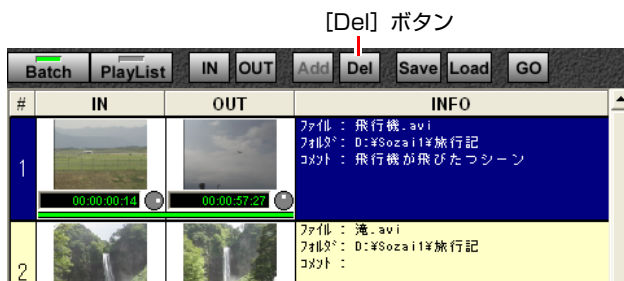 ［Del］ボタン
Batch PlayList IN OUT Add Del Save Load GO
# IN OUT INFO
1
ﾌｧｲﾙ : 飛行機.avi
ﾌｫﾙﾀﾞ: D:¥Sozai1¥旅行記
ｺﾒﾝﾄ : 飛行機が飛びたつシーン
00:00:00:14 00:00:57:27
2
ﾌｧｲﾙ : 滝.avi
ﾌｫﾙﾀﾞ: D:¥Sozai1¥旅行記
ｺﾒﾝﾄ :